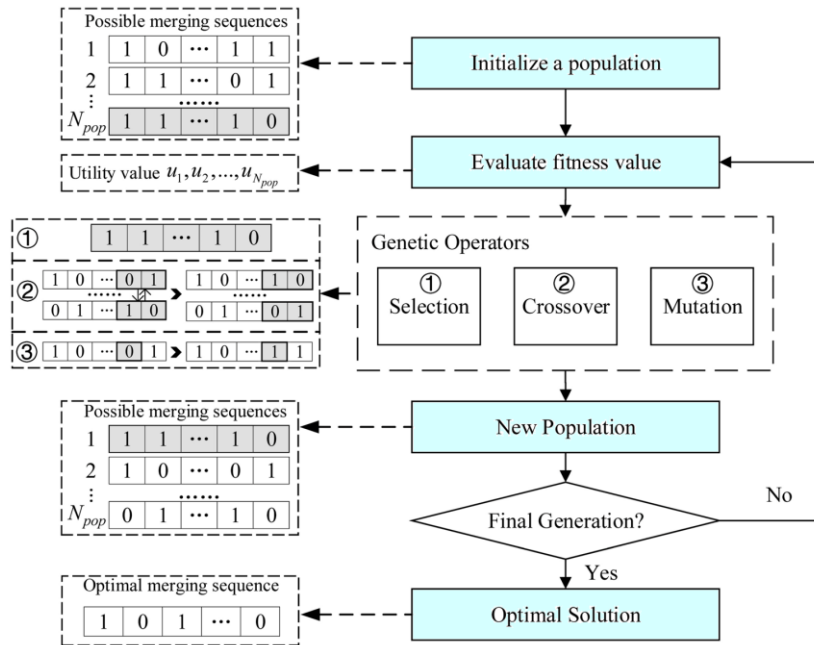 Possible merging sequences
1 1 0 ··· 1 1
2 1 1 ··· 0 1
⋮ ······
N_pop 1 1 ··· 1 0
Initialize a population
Utility value u_1,u_2,...,u_{N_pop}
Evaluate fitness value
① 1 1 ··· 1 0
② 1 0 ··· 0 1 1 0 ··· 1 0
······ ······
0 1 ··· 1 0 0 1 ··· 0 1
③ 1 0 ··· 0 1 1 0 ··· 1 1
Genetic Operators
①
Selection
②
Crossover
③
Mutation
Possible merging sequences
1 1 1 ··· 1 0
2 1 0 ··· 0 1
⋮ ······
N_pop 0 1 ··· 1 0
New Population
Final Generation?
No
Yes
Optimal merging sequence
1 0 1 ··· 0
Optimal Solution